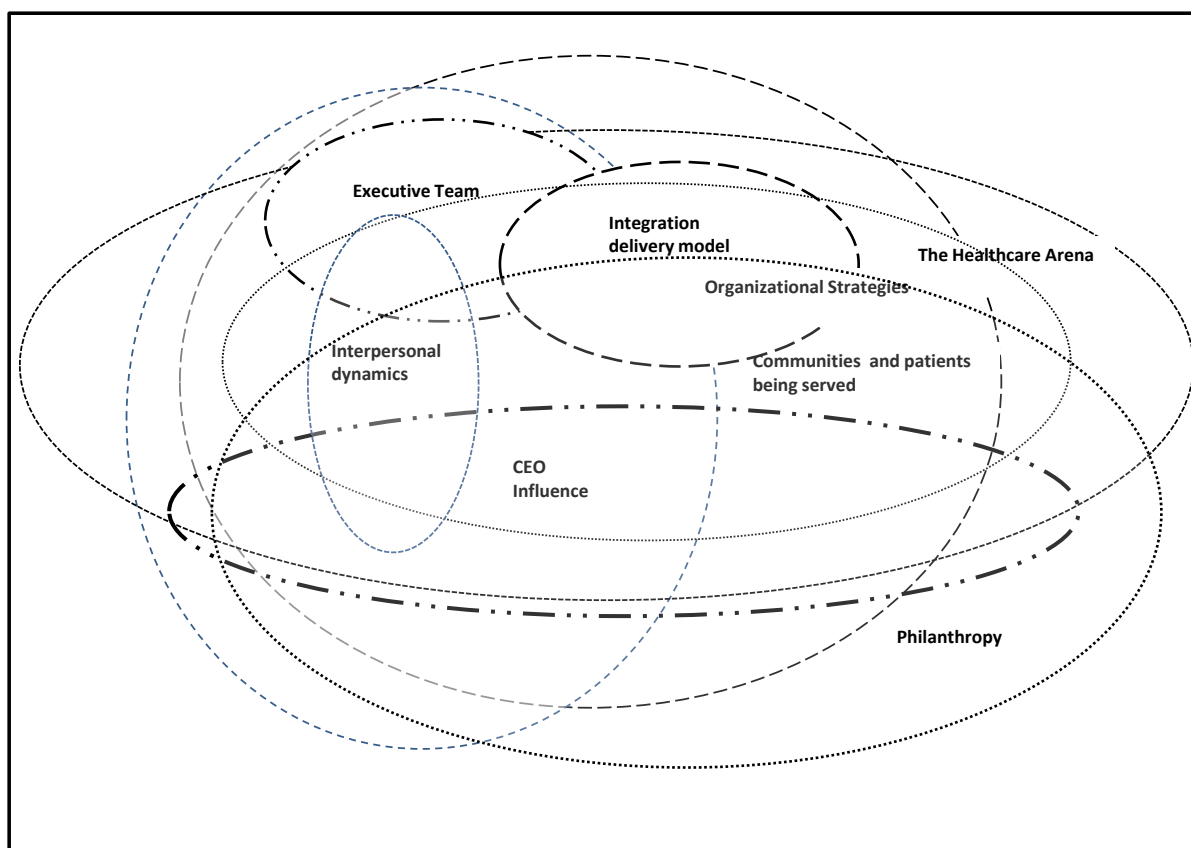 Executive Team
Integration
delivery model
The Healthcare Arena
Organizational Strategies
Interpersonal
dynamics
Communities and patients
being served
CEO
Influence
Philanthropy